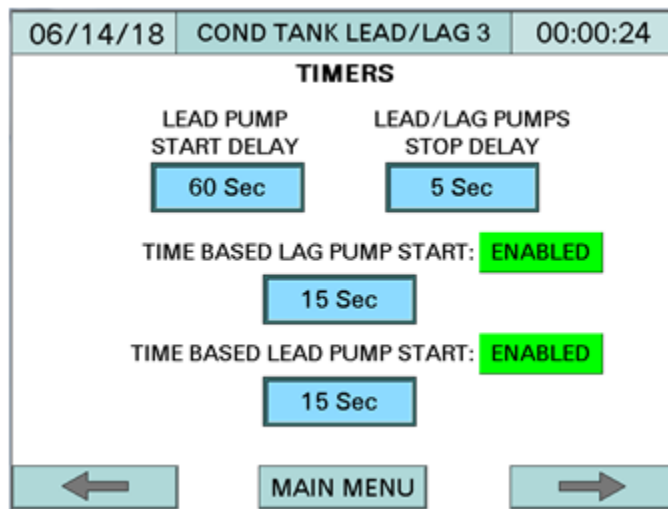 06/14/18 COND TANK LEAD/LAG 3 00:00:24
TIMERS
LEAD PUMP
START DELAY
60 Sec
LEAD/LAG PUMPS
STOP DELAY
5 Sec
TIME BASED LAG PUMP START: ENABLED
15 Sec
TIME BASED LEAD PUMP START: ENABLED
15 Sec
MAIN MENU